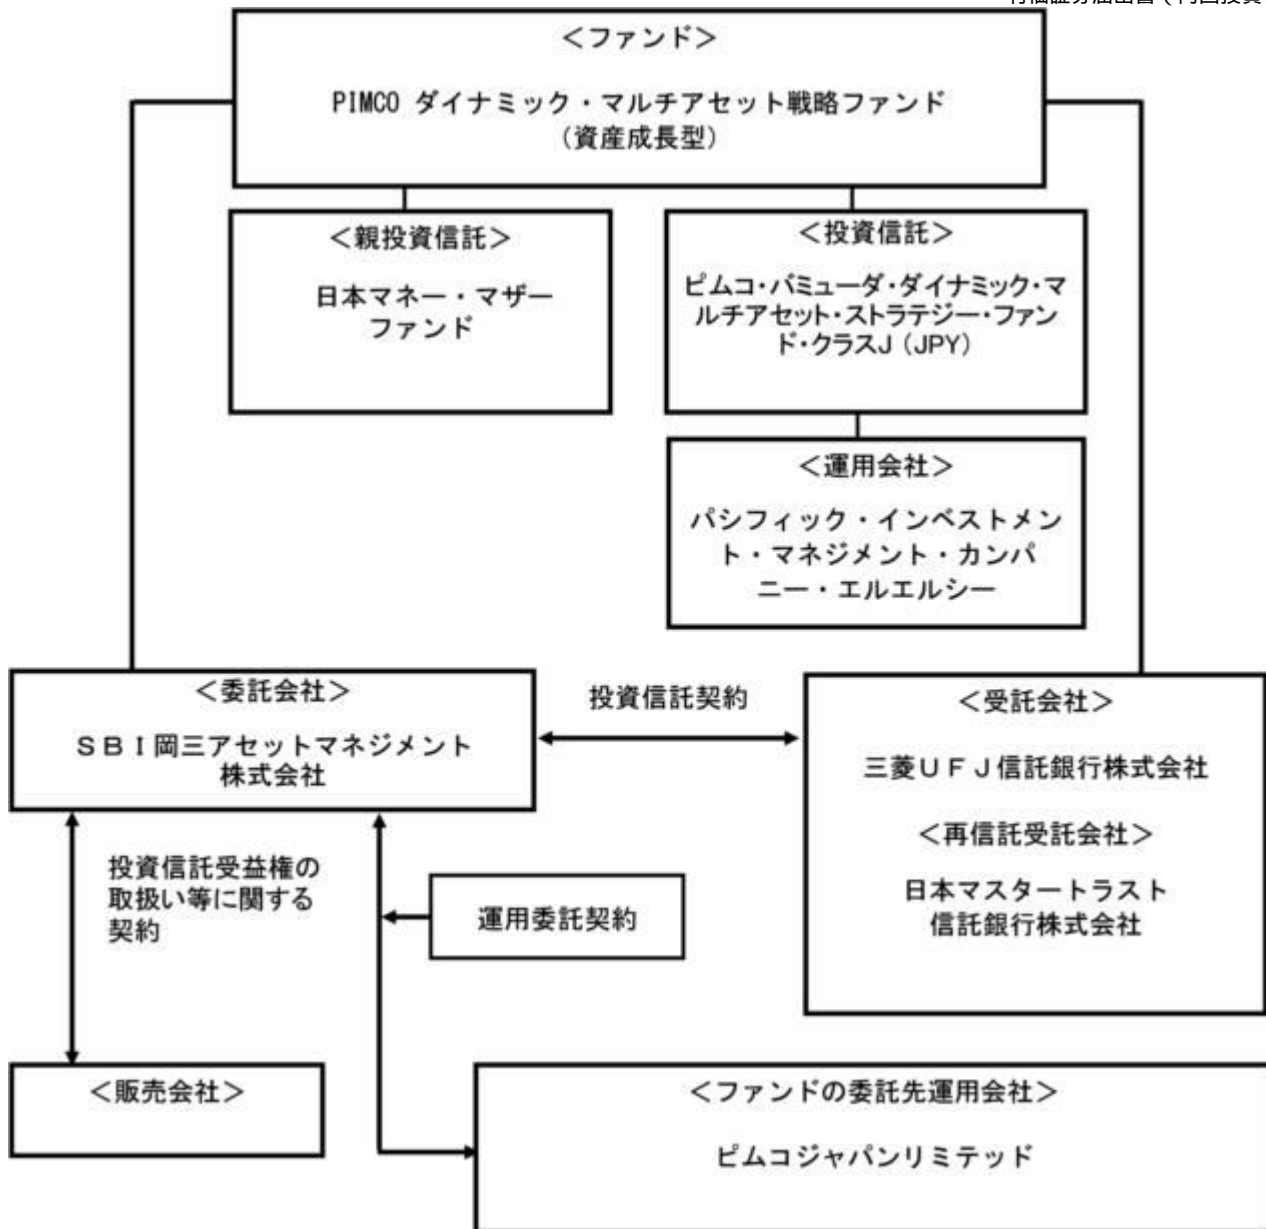 ＜ファンド＞
PIMCO ダイナミック・マルチアセット戦略ファンド
（資産成長型）
＜親投資信託＞
日本マネー・マザー
ファンド
＜投資信託＞
ピムコ・バミューダ・ダイナミック・マ
ルチアセット・ストラテジー・ファン
ド・クラスJ（JPY）
＜運用会社＞
パシフィック・インベストメン
ト・マネジメント・カンパ
ニー・エルエルシー
＜委託会社＞
ＳＢＩ岡三アセットマネジメント
株式会社
投資信託契約
＜受託会社＞
三菱ＵＦＪ信託銀行株式会社
＜再信託受託会社＞
日本マスタートラスト
信託銀行株式会社
投資信託受益権の
取扱い等に関する
契約
運用委託契約
＜販売会社＞
＜ファンドの委託先運用会社＞
ピムコジャパンリミテッド